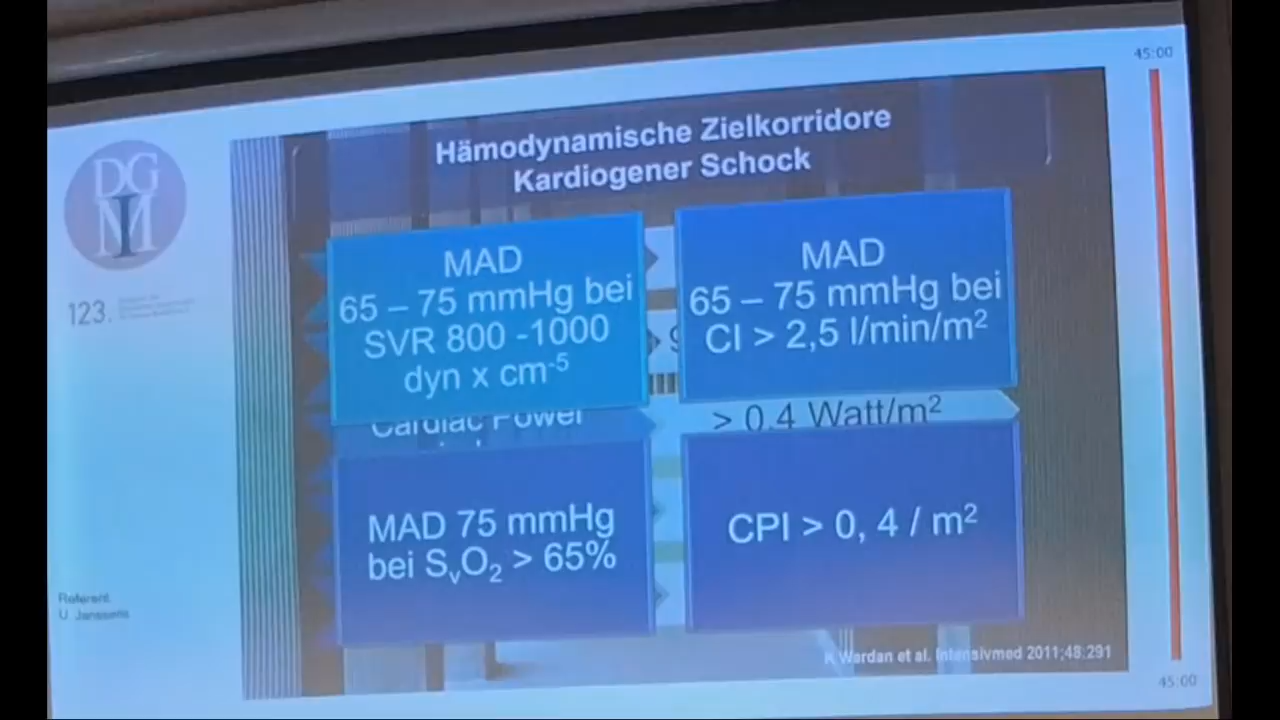 45:00
DG
IM
Hämodynamische Zielkorridore
Kardiogener Schock
MAD
65 – 75 mmHg bei
SVR 800 -1000
dyn x cm-5
MAD
65 – 75 mmHg bei
CI > 2,5 l/min/m²
123.
9
Cardiac Power
> 0,4 Watt/m²
MAD 75 mmHg
bei SvO2 > 65%
CPI > 0, 4 / m²
Referent
U. Janssens
Werdan et al. Intensivmed 2011;48:291
45:00